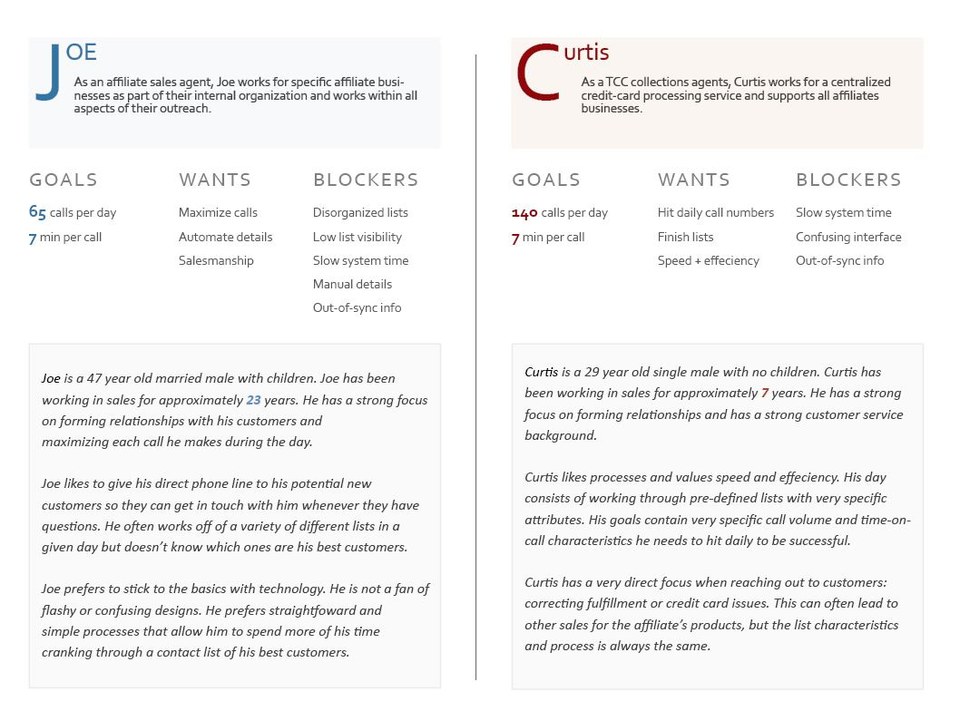 JOE
As an affiliate sales agent, Joe works for specific affiliate busi-
nesses as part of their internal organization and works within all
aspects of their outreach.
GOALS
65 calls per day
7 min per call
WANTS
Maximize calls
Automate details
Salesmanship
BLOCKERS
Disorganized lists
Low list visibility
Slow system time
Manual details
Out-of-sync info
Joe is a 47 year old married male with children. Joe has been
working in sales for approximately 23 years. He has a strong focus
on forming relationships with his customers and
maximizing each call he makes during the day.
Joe likes to give his direct phone line to his potential new
customers so they can get in touch with him whenever they have
questions. He often works off of a variety of different lists in a
given day but doesn't know which ones are his best customers.
Joe prefers to stick to the basics with technology. He is not a fan of
flashy or confusing designs. He prefers straightfoward and
simple processes that allow him to spend more of his time
cranking through a contact list of his best customers.
Curtis
As a TCC collections agents, Curtis works for a centralized
credit-card processing service and supports all affiliates
businesses.
GOALS
140 calls per day
7 min per call
WANTS
Hit daily call numbers
Finish lists
Speed + effeciency
BLOCKERS
Slow system time
Confusing interface
Out-of-sync info
Curtis is a 29 year old single male with no children. Curtis has
been working in sales for approximately 7 years. He has a strong
focus on forming relationships and has a strong customer service
background.
Curtis likes processes and values speed and effeciency. His day
consists of working through pre-defined lists with very specific
attributes. His goals contain very specific call volume and time-on-
call characteristics he needs to hit daily to be successful.
Curtis has a very direct focus when reaching out to customers:
correcting fulfillment or credit card issues. This can often lead to
other sales for the affiliate's products, but the list characteristics
and process is always the same.